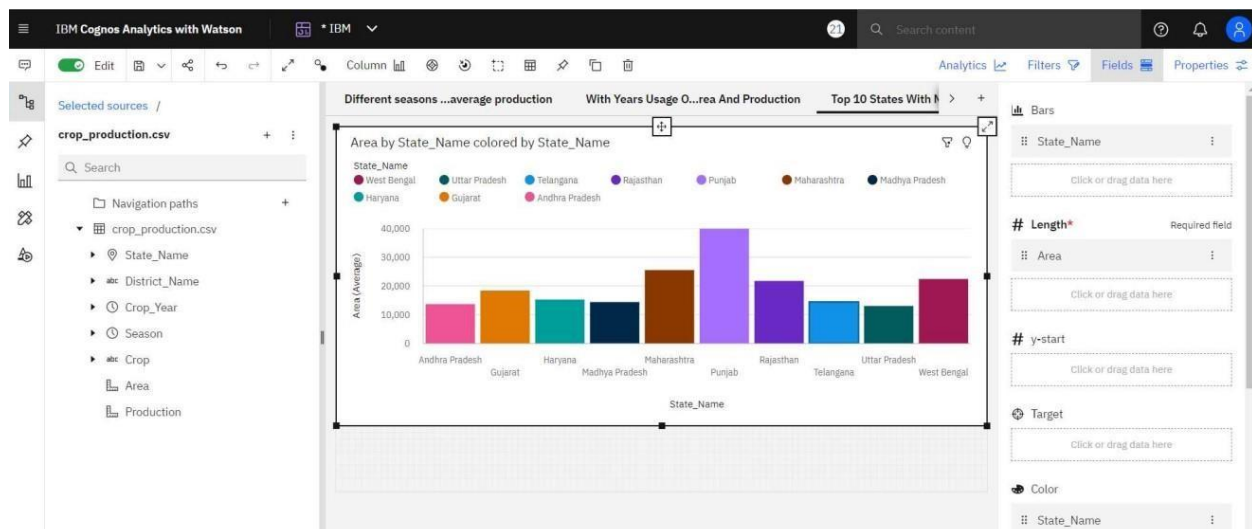 IBM Cognos Analytics with Watson
* IBM
21
Search content
Edit
Column
Analytics
Filters
Fields
Properties
Selected sources /
crop_production.csv
Search
Navigation paths
crop_production.csv
State_Name
abc District_Name
Crop_Year
Season
abc Crop
Area
Production
Different seasons ...average production
With Years Usage O...rea And Production
Top 10 States With
Area by State_Name colored by State_Name
State_Name
West Bengal Uttar Pradesh Telangana Rajasthan Punjab Maharashtra Madhya Pradesh
Haryana Gujarat Andhra Pradesh
Area (Average)
40,000
30,000
20,000
10,000
0
Andhra Pradesh Haryana Maharashtra Rajasthan Uttar Pradesh
Gujarat Madhya Pradesh Punjab Telangana West Bengal
State_Name
Bars
State_Name
Click or drag data here
# Length* Required field
Area
Click or drag data here
# y-start
Click or drag data here
Target
Click or drag data here
Color
State_Name